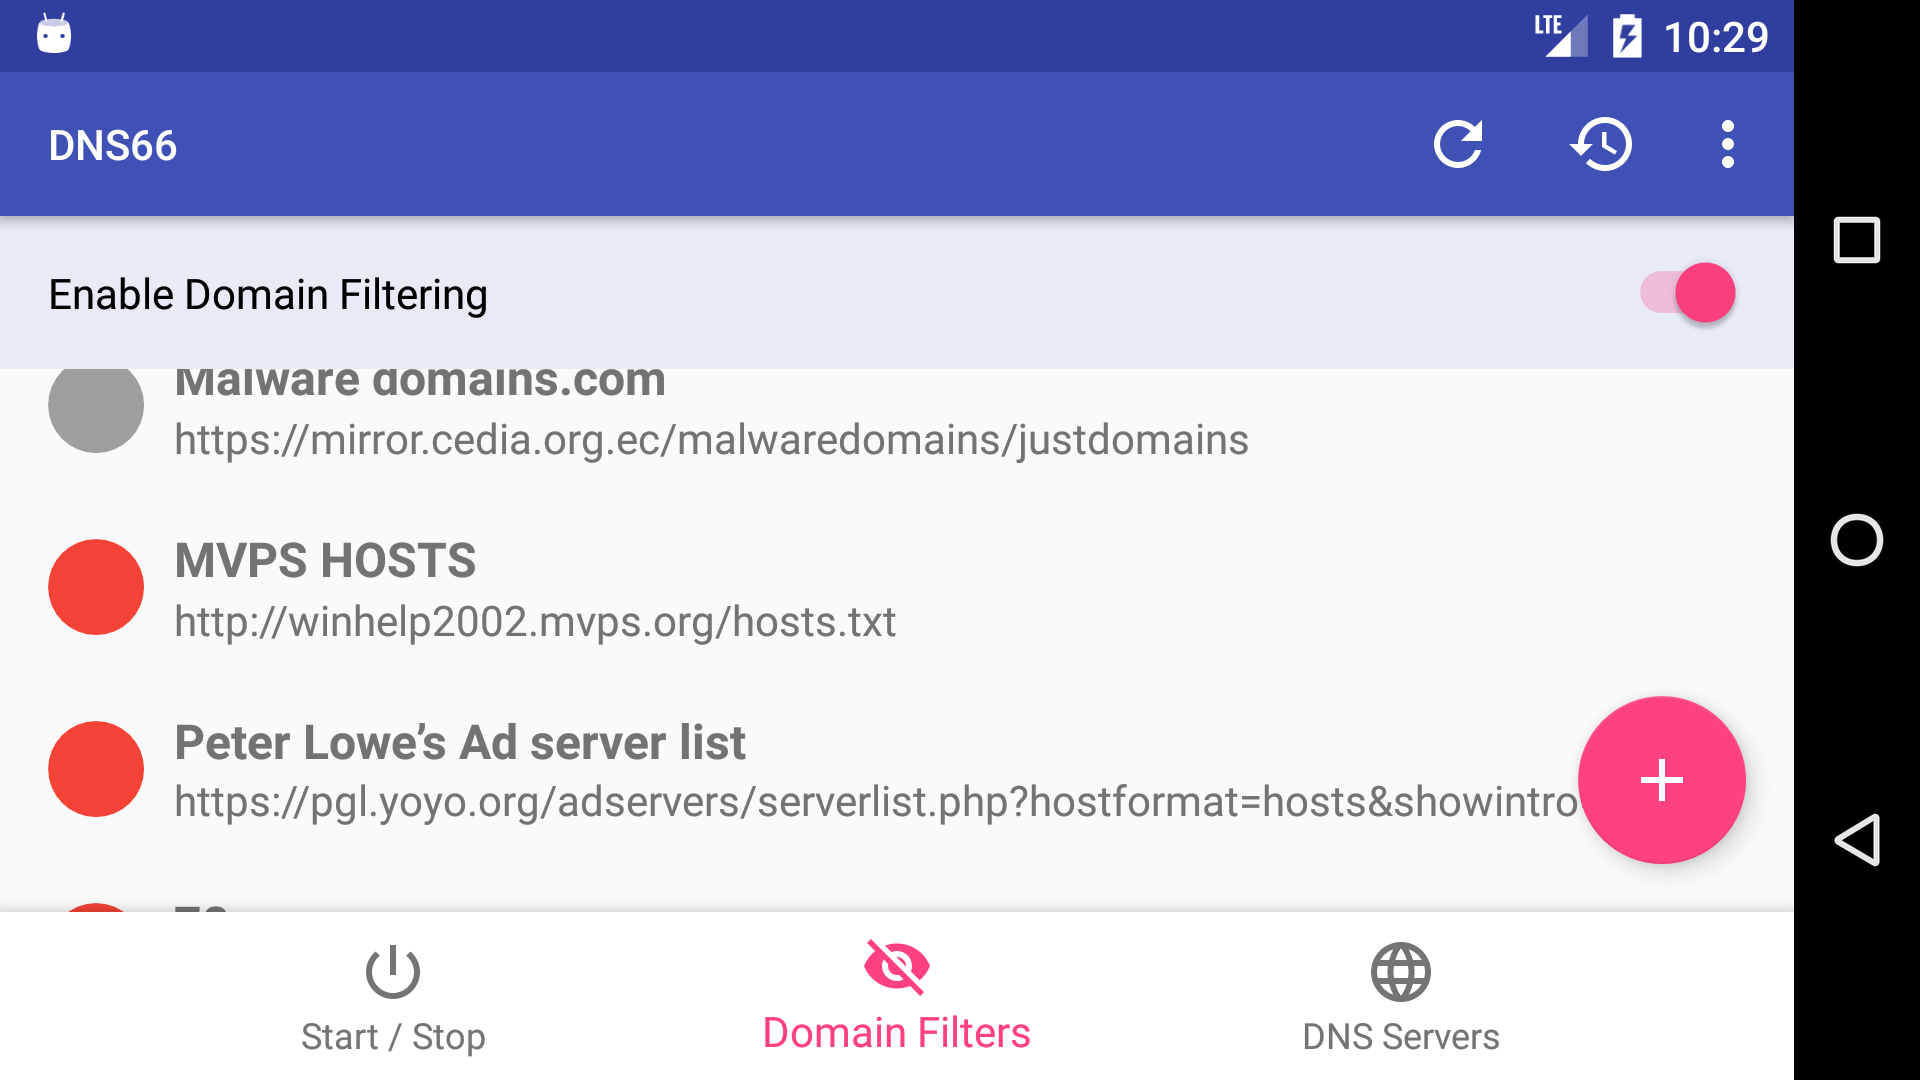 LTE
10:29
DNS66
Enable Domain Filtering
Malware domains.com
https://mirror.cedia.org.ec/malwaredomains/justdomains
MVPS HOSTS
http://winhelp2002.mvps.org/hosts.txt
Peter Lowe’s Ad server list
https://pgl.yoyo.org/adservers/serverlist.php?hostformat=hosts&showintro
Start / Stop
Domain Filters
DNS Servers